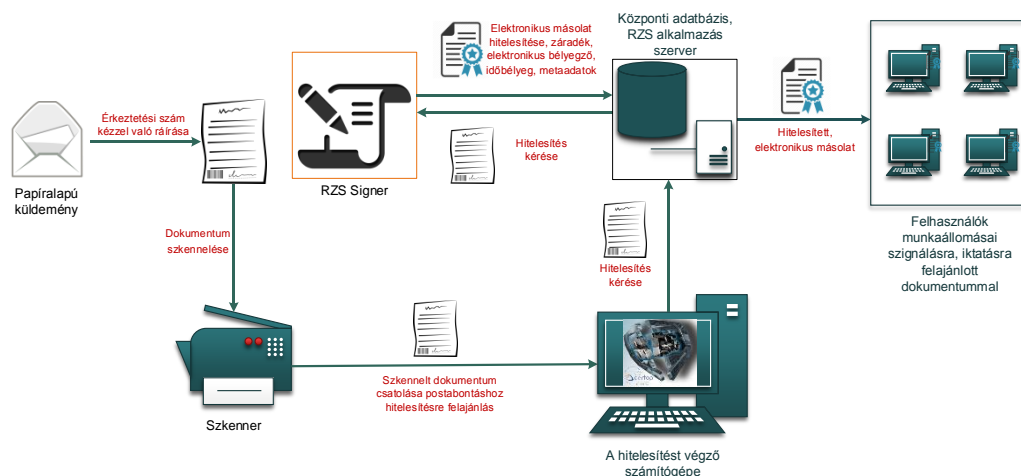 Elektronikus másolat
hitelesítése, záradék,
elektronikus bélyegző,
időbélyeg, metaadatok
Központi adatbázis,
RZS alkalmazás
szerver
Érkeztetési szám
kézzel való ráírása
Papíralapú
küldemény
RZS Signer
Hitelesítés
kérése
Hitelesített,
elektronikus másolat
Felhasználók
munkaállomásai
szignálásra, iktatásra
felajánlott
dokumentummal
Dokumentum
szkennelése
Hitelesítés
kérése
Szkenner
Szkennelt dokumentum
csatolása postabontáshoz
hitelesítésre felajánlás
A hitelesítést végző
számítógépe